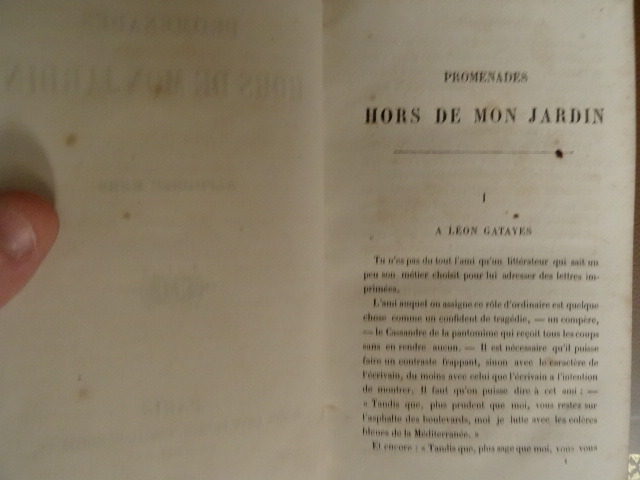 PROMENADES
HORS DE MON JARDIN
I
A LÉON GATAYES
Tu n'es pas du tout l'ami qu'un littérateur qui sait un
peu son métier choisit pour lui adresser des lettres im-
primées.
L'ami auquel on assigne ce rôle d'ordinaire est quelque
chose comme un confident de tragédie, — un compère,
— le Cassandre de la pantomime qui reçoit tous les coups
sans en rendre aucun. — Il est nécessaire qu'il puisse
faire un contraste frappant, sinon avec le caractère de
l'écrivain, du moins avec celui que l'écrivain a l'intention
de montrer. Il faut qu'on puisse dire à cet ami : —
« Tandis que, plus prudent que moi, vous restez sur
l'asphalte des boulevards, moi je lutte avec les colères
bleues de la Méditerranée. »
Et encore : « Tandis que, plus sage que moi, vous vous
1